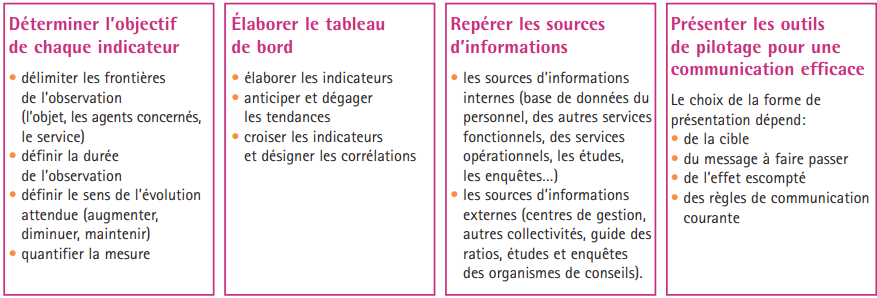 Déterminer l'objectif
de chaque indicateur
• délimiter les frontières
de l'observation
(l'objet, les agents concernés,
le service)
• définir la durée
de l'observation
• définir le sens de l'évolution
attendue (augmenter,
diminuer, maintenir)
• quantifier la mesure
Élaborer le tableau
de bord
• élaborer les indicateurs
• anticiper et dégager
les tendances
• croiser les indicateurs
et désigner les corrélations
Repérer les sources
d'informations
• les sources d'informations
internes (base de données du
personnel, des autres services
fonctionnels, des services
opérationnels, les études,
les enquêtes...)
• les sources d'informations
externes (centres de gestion,
autres collectivités, guide des
ratios, études et enquêtes
des organismes de conseils).
Présenter les outils
de pilotage pour une
communication efficace
Le choix de la forme de
présentation dépend:
• de la cible
• du message à faire passer
• de l'effet escompté
• des règles de communication
courante